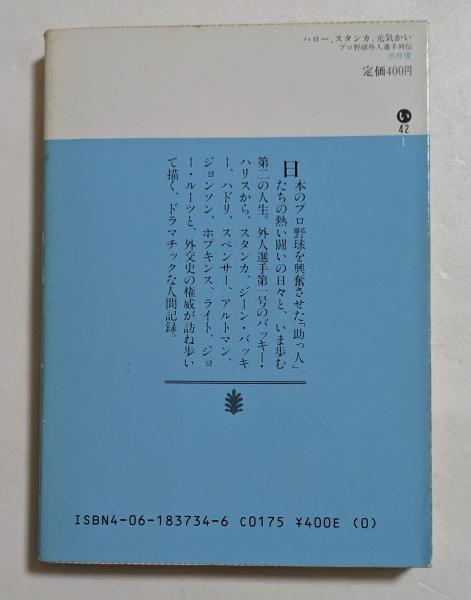 ハロー、スタンカ、元気かい
プロ野球外人選手列伝
池井優
定価400円
い
42
1
日本のプロ野球を興奮させた「助っ人」
たちの熱い闘いの日々と、いま歩む
第二の人生。外人選手第一号のバッキー・
ハリスから、スタンカ、ジーン・バッキ
ー、ハドリ、スペンサー、アルトマン、
ジョンソン、ホプキンス、ライト、ジョ
ー・ルーツと、外交史の権威が訪ね歩い
て描く、ドラマチックな人間記録。
ISBN4-06-183734-6 C0175 ¥400E (0)